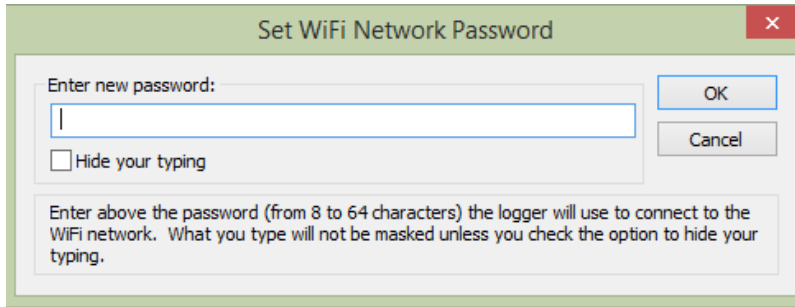 Set WiFi Network Password
Enter new password:
OK
Cancel
Hide your typing
Enter above the password (from 8 to 64 characters) the logger will use to connect to the
WiFi network. What you type will not be masked unless you check the option to hide your
typing.